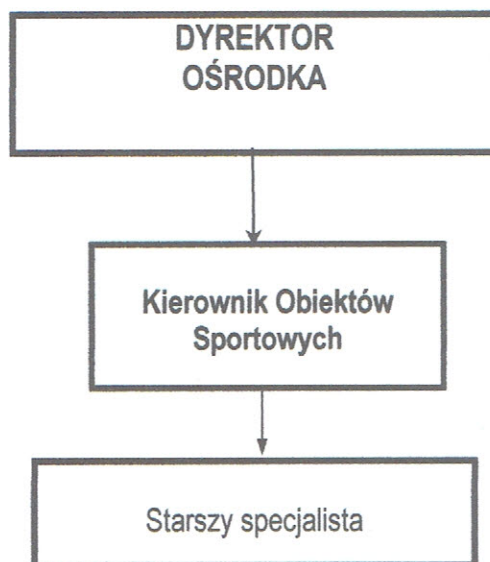 DYREKTOR
OŚRODKA
Kierownik Obiektów
Sportowych
Starszy specjalista